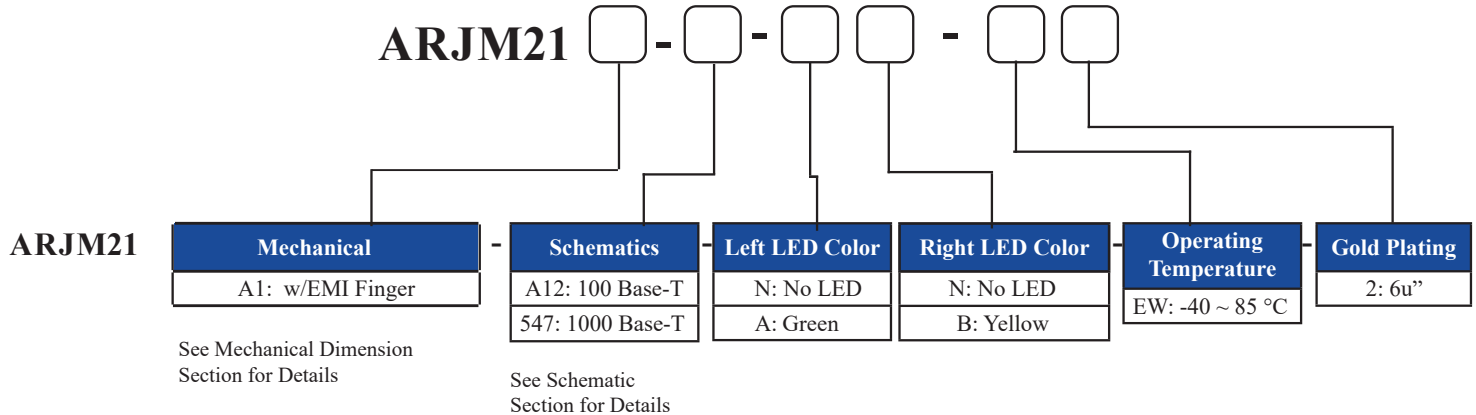 ARJM21 - - -
ARJM21
Mechanical - Schematics - Left LED Color Right LED Color - Operating Temperature - Gold Plating
A1: w/EMI Finger
A12: 100 Base-T
547: 1000 Base-T
N: No LED
A: Green
N: No LED
B: Yellow
EW: -40 ~ 85 °C
2: 6u”
See Mechanical Dimension
Section for Details
See Schematic
Section for Details